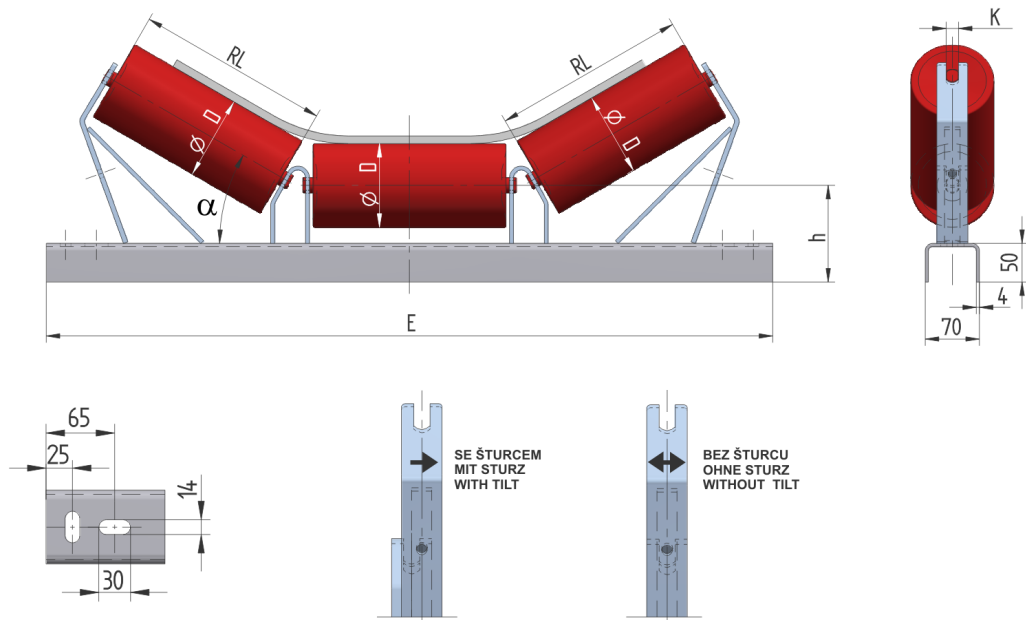 RL
RL
K
Ø D
Ø D
Ø D
α
h
50
4
70
E
65
25
14
30
SE ŠTURCEM
MIT STURZ
WITH TILT
BEZ ŠTURCU
OHNE STURZ
WITHOUT TILT